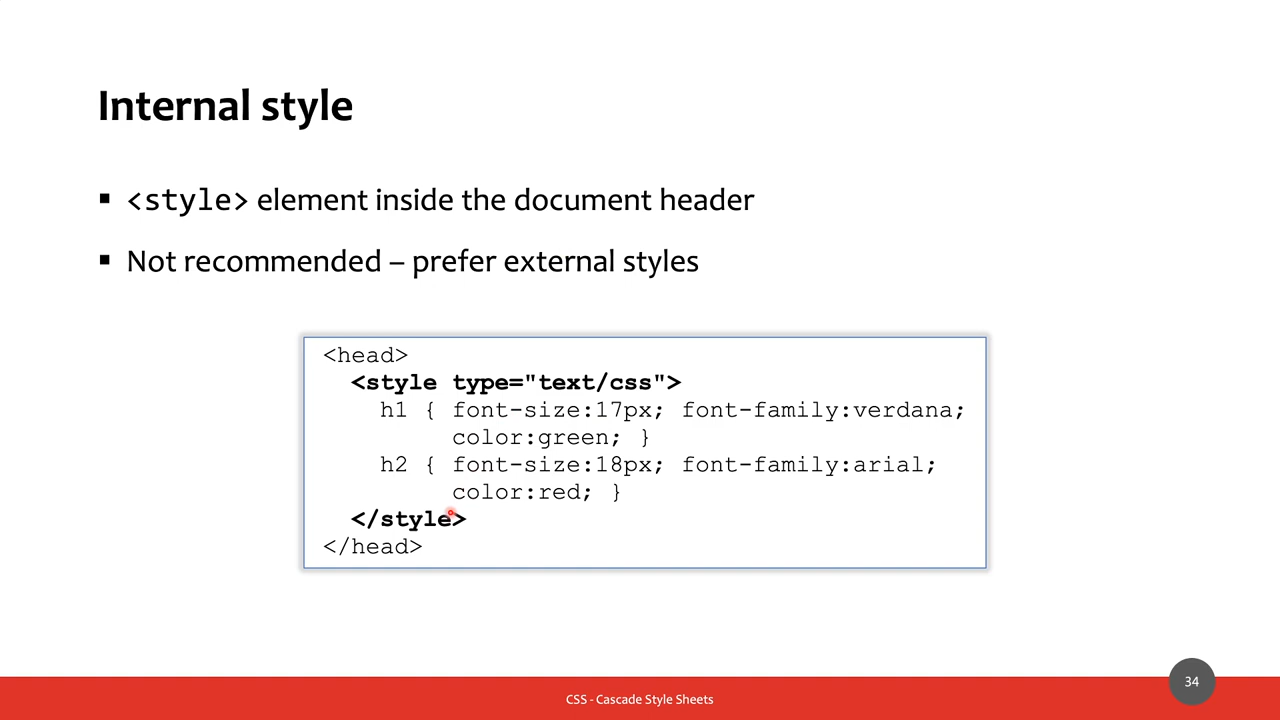 Internal style
▪ <style> element inside the document header
▪ Not recommended – prefer external styles
<head>
  <style type="text/css">
    h1 { font-size:17px; font-family:verdana;
         color:green; }
    h2 { font-size:18px; font-family:arial;
         color:red; }
  </style>
</head>
34
CSS - Cascade Style Sheets